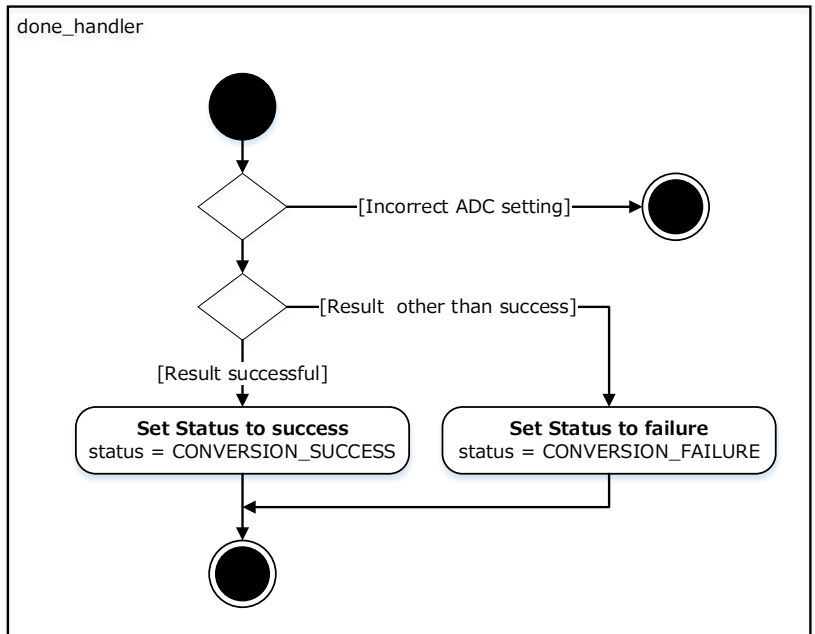 done_handler
[Incorrect ADC setting]
[Result  other than success]
[Result successful]
Set Status to success
status = CONVERSION_SUCCESS
Set Status to failure
status = CONVERSION_FAILURE